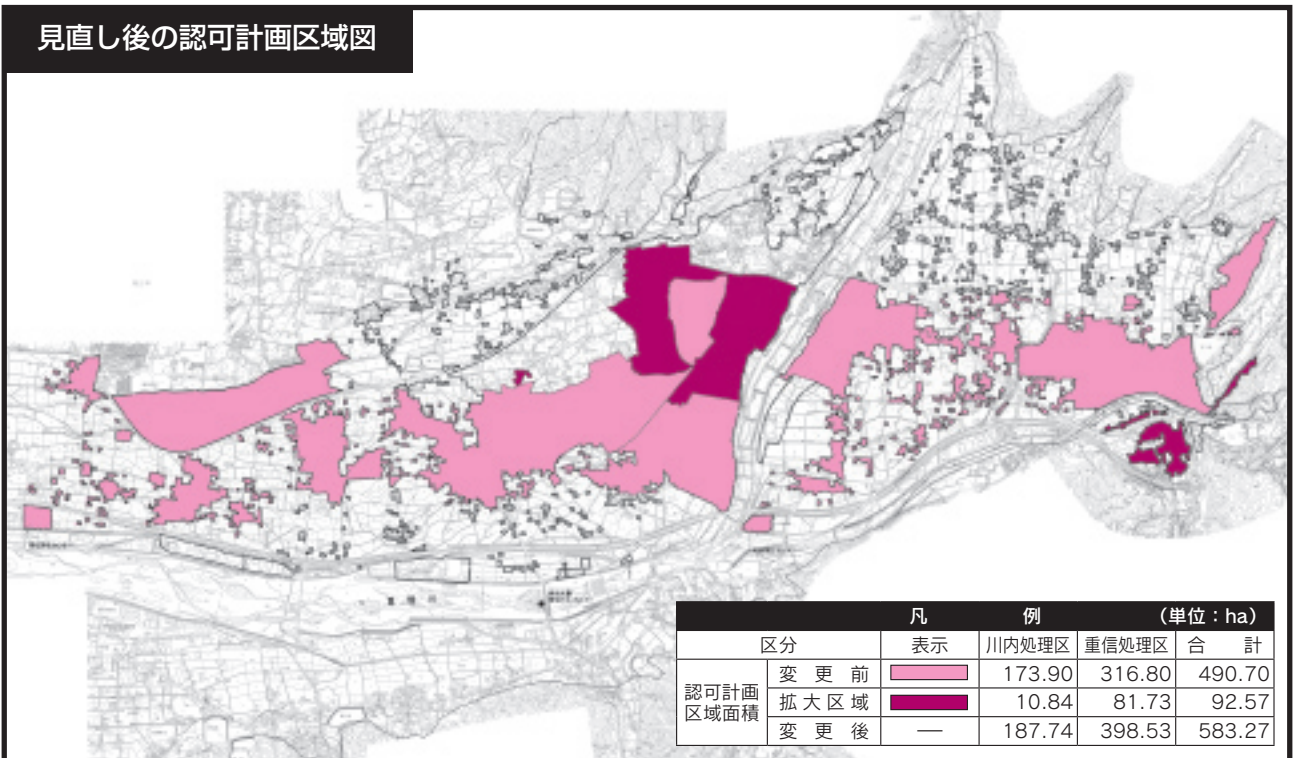 見直し後の認可計画区域図
凡 例 (単位：ha)
区分 表示 川内処理区 重信処理区 合 計
認可計画区域面積
変 更 前 173.90 316.80 490.70
拡大区域 10.84 81.73 92.57
変 更 後 ― 187.74 398.53 583.27